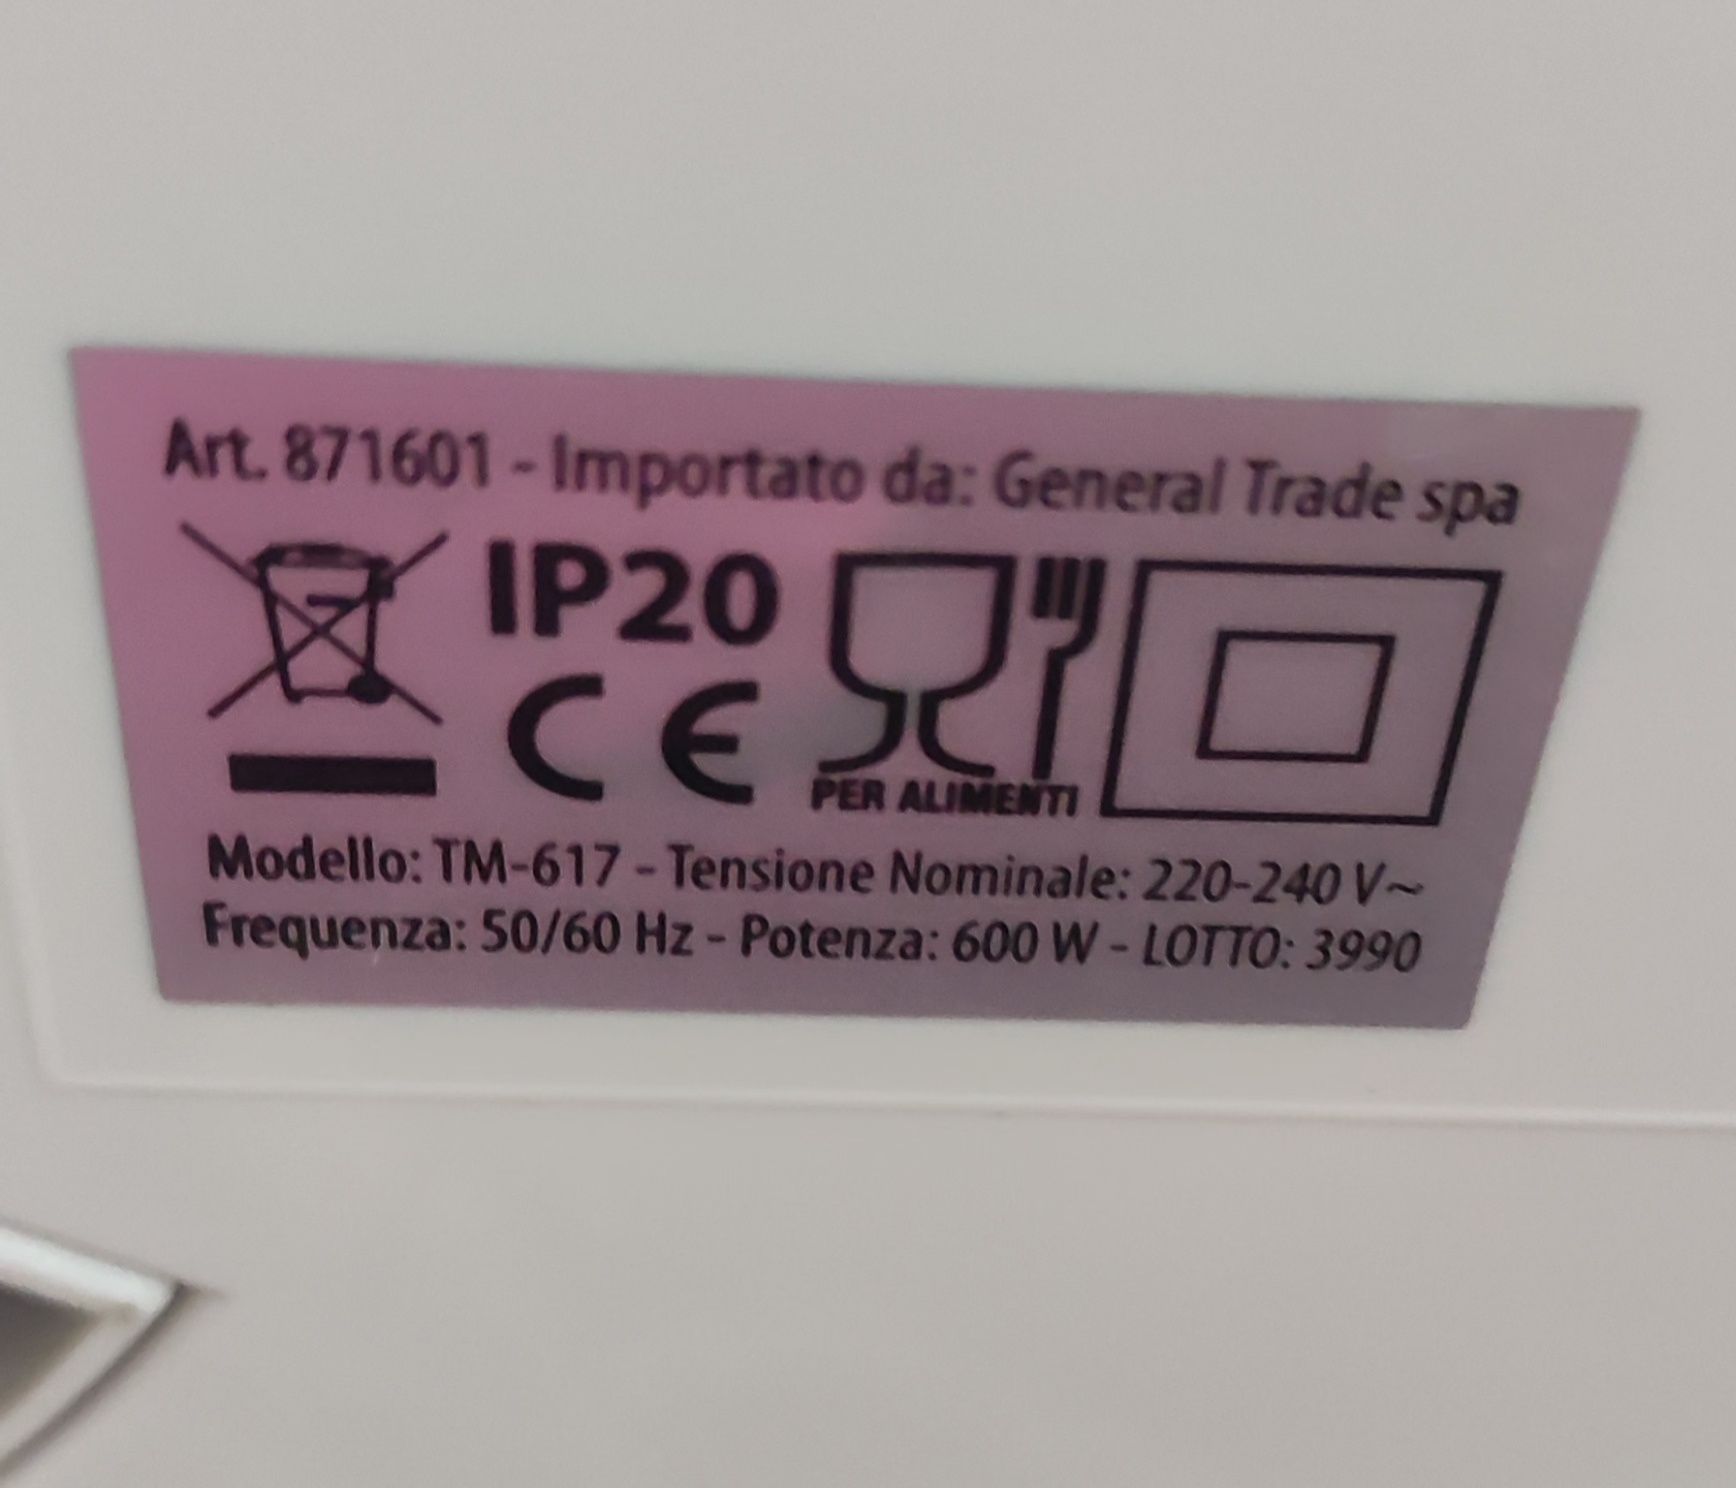 Art. 871601 - Importato da: General Trade spa
IP20
CE
PER ALIMENTI
Modello: TM-617 - Tensione Nominale: 220-240 V~
Frequenza: 50/60 Hz - Potenza: 600 W - LOTTO: 3990